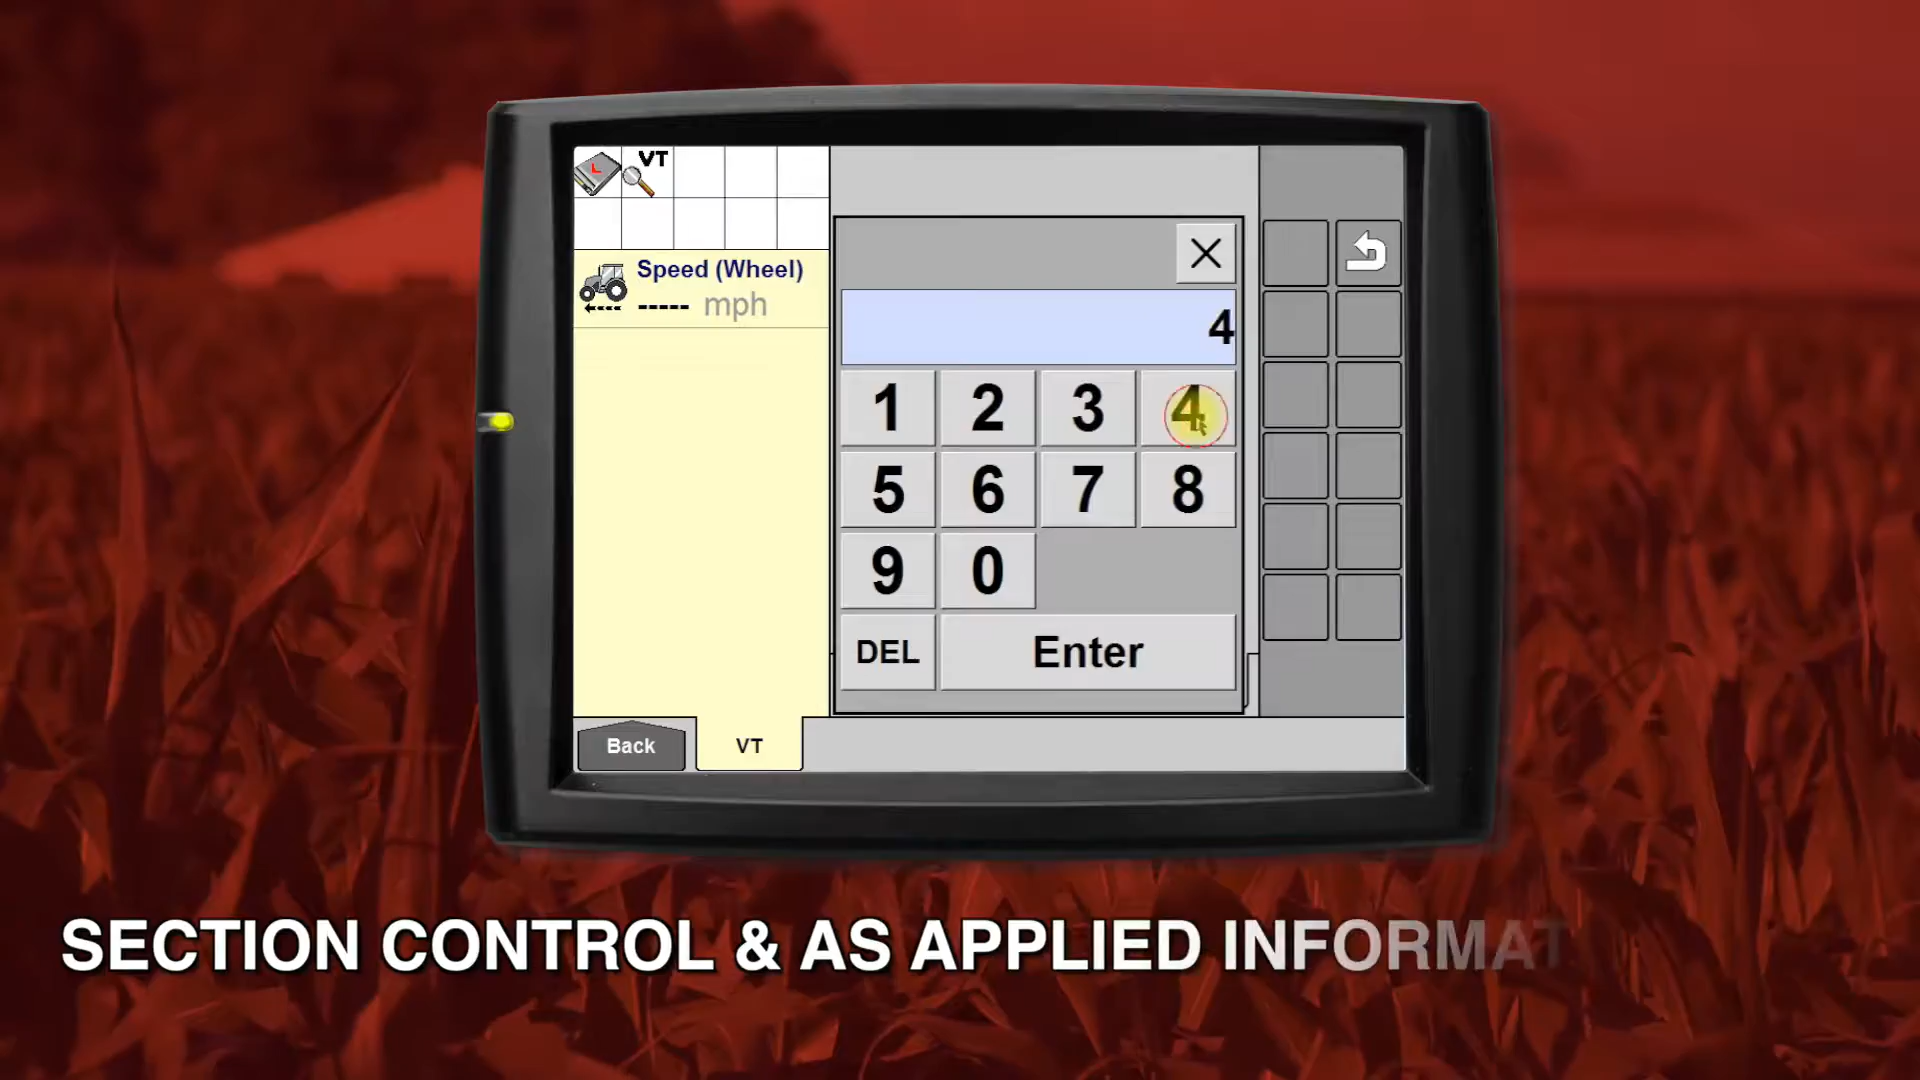 VT
Speed (Wheel)
----- mph
4
1 2 3 4
5 6 7 8
9 0
DEL Enter
Back VT
SECTION CONTROL & AS APPLIED INFORMAT